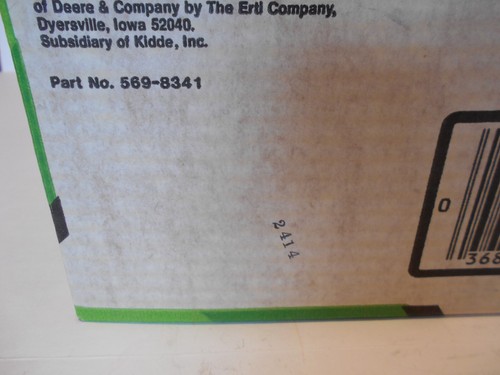 of Deere & Company by The Ertl Company,
Dyersville, Iowa 52040.
Subsidiary of Kidde, Inc.
Part No. 569-8341
2414
0
368